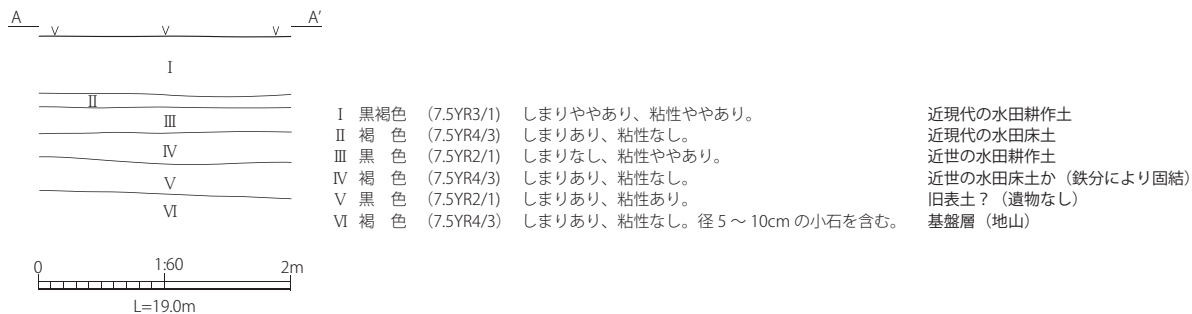 A A’
I
II
III
IV
V
VI
I 黒褐色 (7.5YR3/1) しまりややあり、粘性ややあり。 近現代の水田耕作土
II 褐 色 (7.5YR4/3) しまりあり、粘性なし。 近現代の水田床土
III 黒 色 (7.5YR2/1) しまりなし、粘性ややあり。 近世の水田耕作土
IV 褐 色 (7.5YR4/3) しまりあり、粘性なし。 近世の水田床土か（鉄分により固結）
V 黒 色 (7.5YR2/1) しまりあり、粘性あり。 旧表土？（遺物なし）
VI 褐 色 (7.5YR4/3) しまりあり、粘性なし。径 5 〜 10cm の小石を含む。 基盤層（地山）
0 1:60 2m
L=19.0m